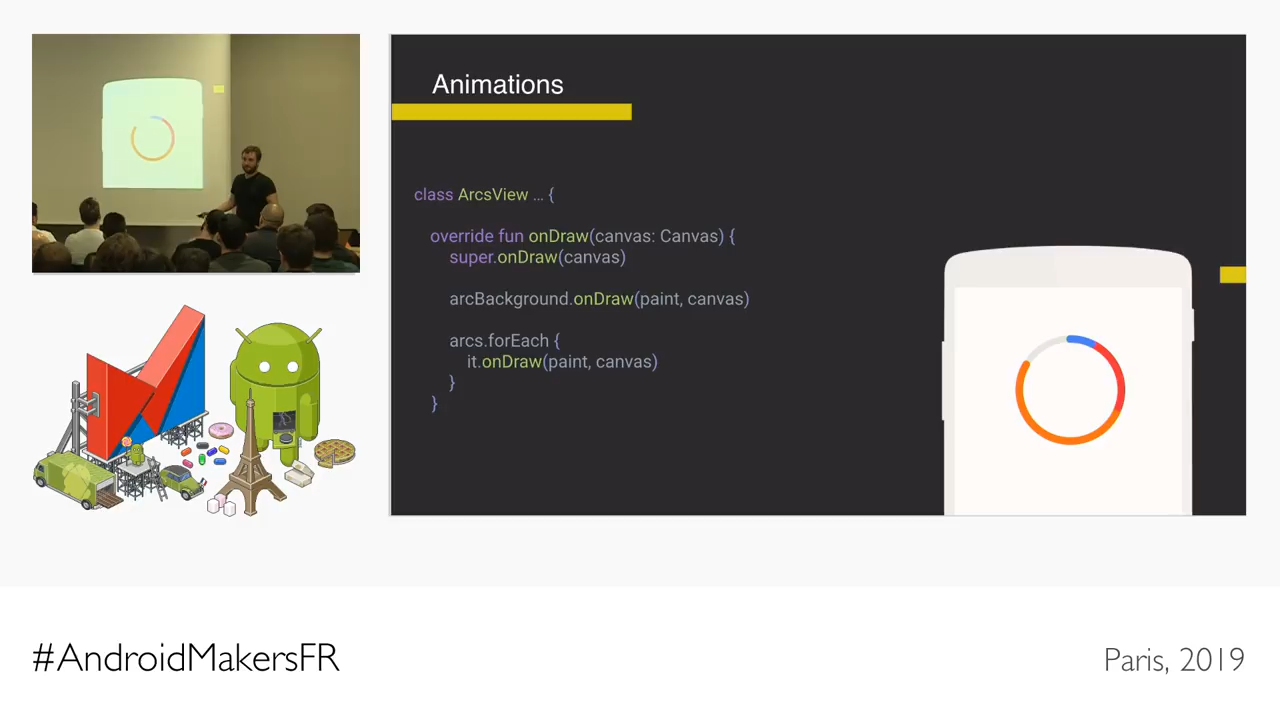 Animations
class ArcsView ... {
override fun onDraw(canvas: Canvas) {
super.onDraw(canvas)
arcBackground.onDraw(paint, canvas)
arcs.forEach {
it.onDraw(paint, canvas)
}
}
#AndroidMakersFR
Paris, 2019